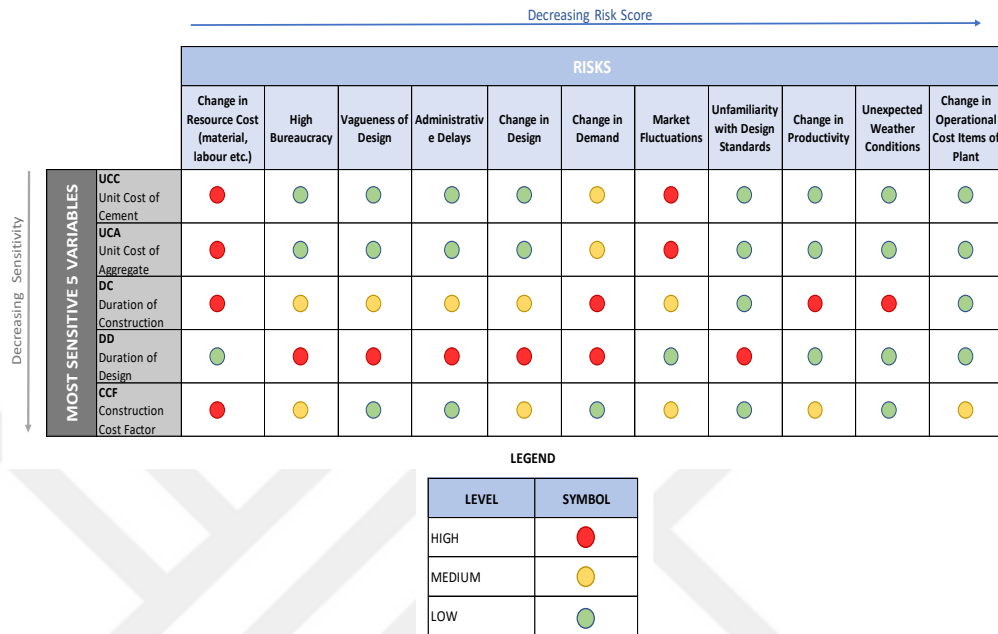 Decreasing Risk Score
RISKS
Change in
Resource Cost
(material,
labour etc.)
High
Bureaucracy
Vagueness of
Design
Administrativ
e Delays
Change in
Design
Change in
Demand
Market
Fluctuations
Unfamiliarity
with Design
Standards
Change in
Productivity
Unexpected
Weather
Conditions
Change in
Operational
Cost Items of
Plant
Decreasing Sensitivity
MOST SENSITIVE 5 VARIABLES
UCC
Unit Cost of
Cement
UCA
Unit Cost of
Aggregate
DC
Duration of
Construction
DD
Duration of
Design
CCF
Construction
Cost Factor
LEGEND
LEVEL SYMBOL
HIGH
MEDIUM
LOW